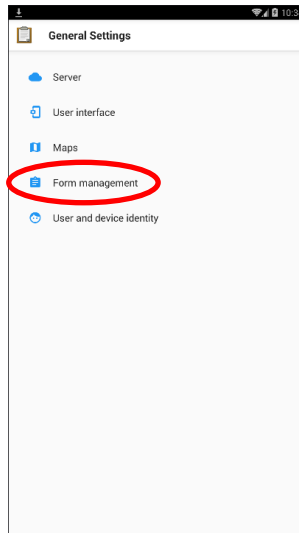 10:3
General Settings
Server
User interface
Maps
Form management
User and device identity